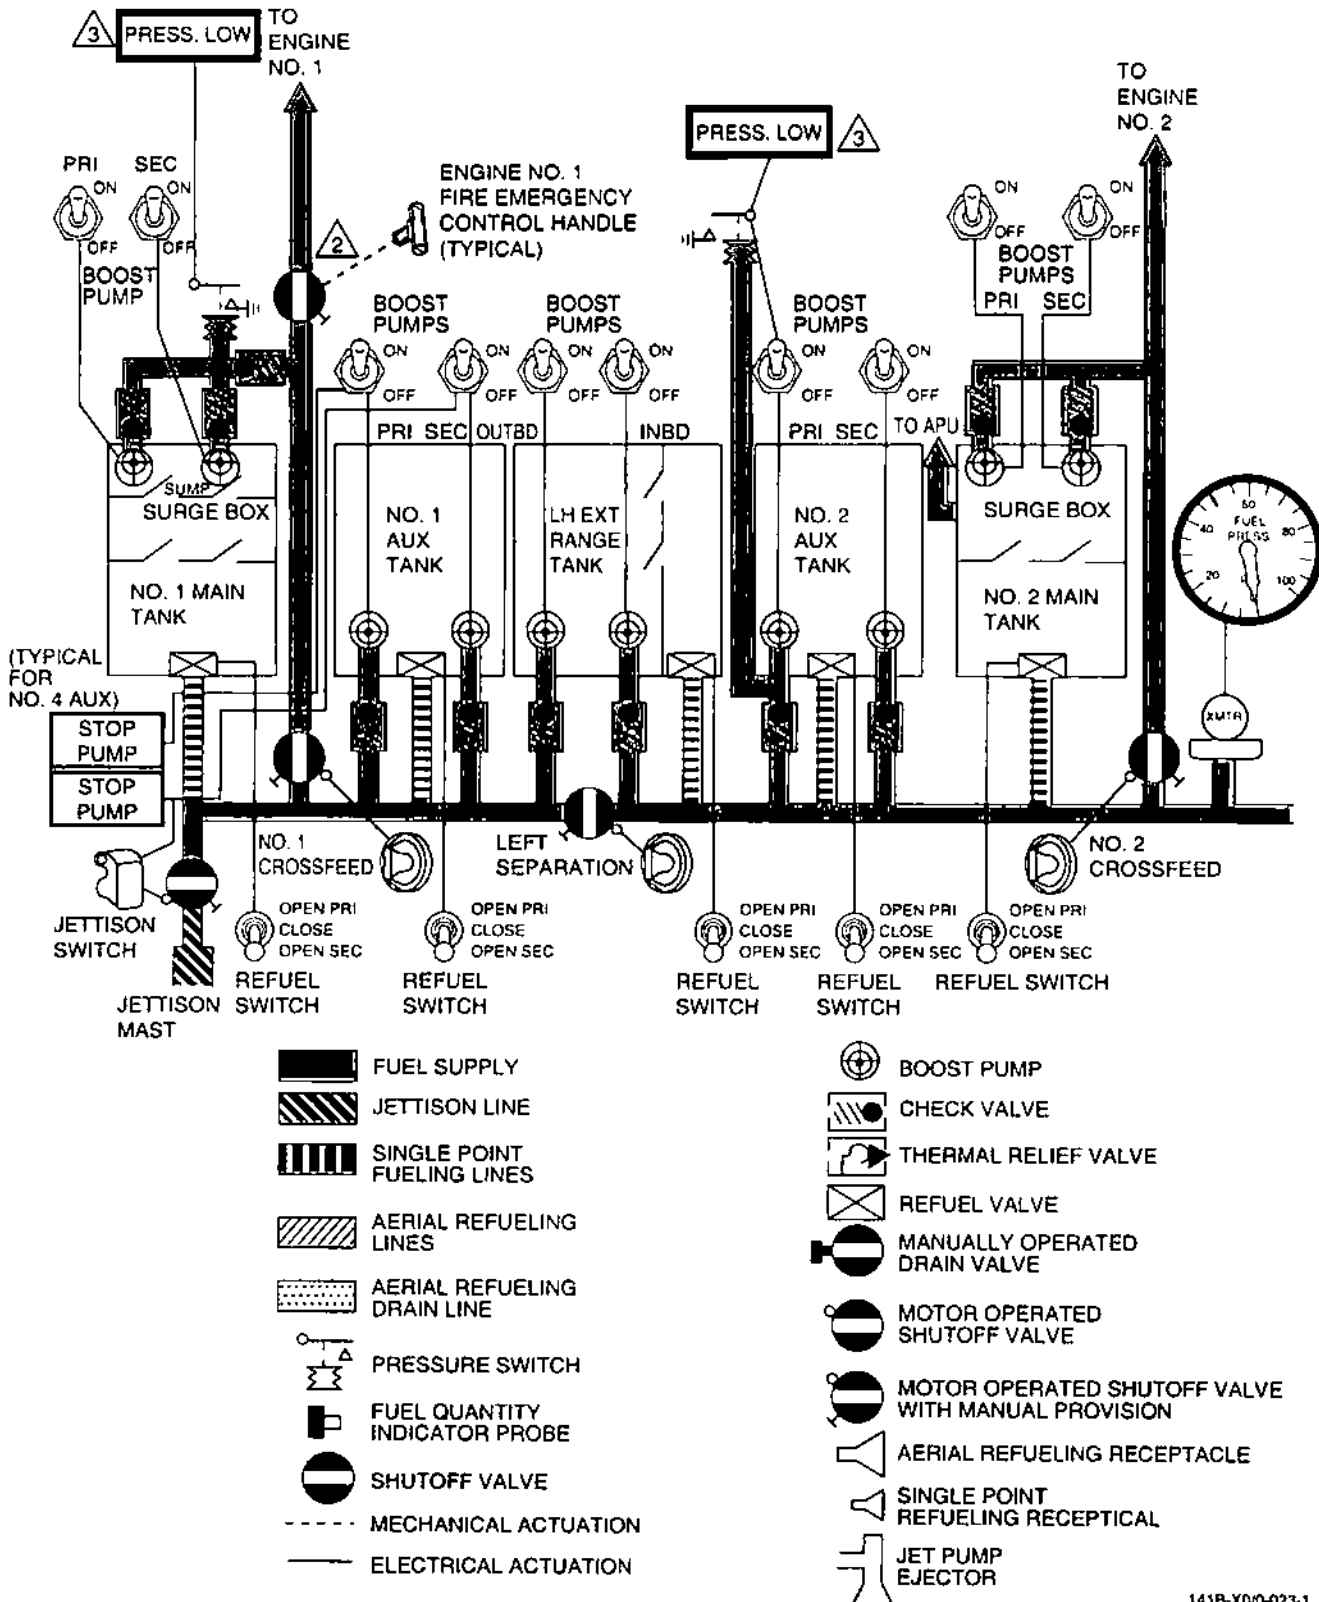 3
PRESS. LOW
TO
ENGINE
NO. 1
PRI
SEC
ON
OFF
ON
OFF
BOOST
PUMP
2
ENGINE NO. 1
FIRE EMERGENCY
CONTROL HANDLE
(TYPICAL)
PRESS. LOW
3
TO
ENGINE
NO. 2
ON
OFF
ON
OFF
BOOST
PUMPS
PRI SEC
BOOST
PUMPS
ON
OFF
ON
OFF
PRI SEC
BOOST
PUMPS
ON
OFF
ON
OFF
OUTBD
INBD
BOOST
PUMPS
ON
OFF
ON
OFF
PRI SEC
TO APU
SUMP
SURGE BOX
NO. 1 MAIN
TANK
NO. 1
AUX
TANK
LH EXT
RANGE
TANK
NO. 2
AUX
TANK
SURGE BOX
NO. 2 MAIN
TANK
20
40
60
80
100
0
FUEL
PRESS
XMTR
(TYPICAL
FOR
NO. 4 AUX)
STOP
PUMP
STOP
PUMP
JETTISON
SWITCH
JETTISON
MAST
NO. 1
CROSSFEED
LEFT
SEPARATION
NO. 2
CROSSFEED
OPEN PRI
CLOSE
OPEN SEC
REFUEL
SWITCH
OPEN PRI
CLOSE
OPEN SEC
REFUEL
SWITCH
OPEN PRI
CLOSE
OPEN SEC
REFUEL
SWITCH
OPEN PRI
CLOSE
OPEN SEC
REFUEL
SWITCH
OPEN PRI
CLOSE
OPEN SEC
REFUEL SWITCH
FUEL SUPPLY
JETTISON LINE
SINGLE POINT
FUELING LINES
AERIAL REFUELING
LINES
AERIAL REFUELING
DRAIN LINE
PRESSURE SWITCH
FUEL QUANTITY
INDICATOR PROBE
SHUTOFF VALVE
MECHANICAL ACTUATION
ELECTRICAL ACTUATION
BOOST PUMP
CHECK VALVE
THERMAL RELIEF VALVE
REFUEL VALVE
MANUALLY OPERATED
DRAIN VALVE
MOTOR OPERATED
SHUTOFF VALVE
MOTOR OPERATED SHUTOFF VALVE
WITH MANUAL PROVISION
AERIAL REFUELING RECEPTACLE
SINGLE POINT
REFUELING RECEPTICAL
JET PUMP
EJECTOR